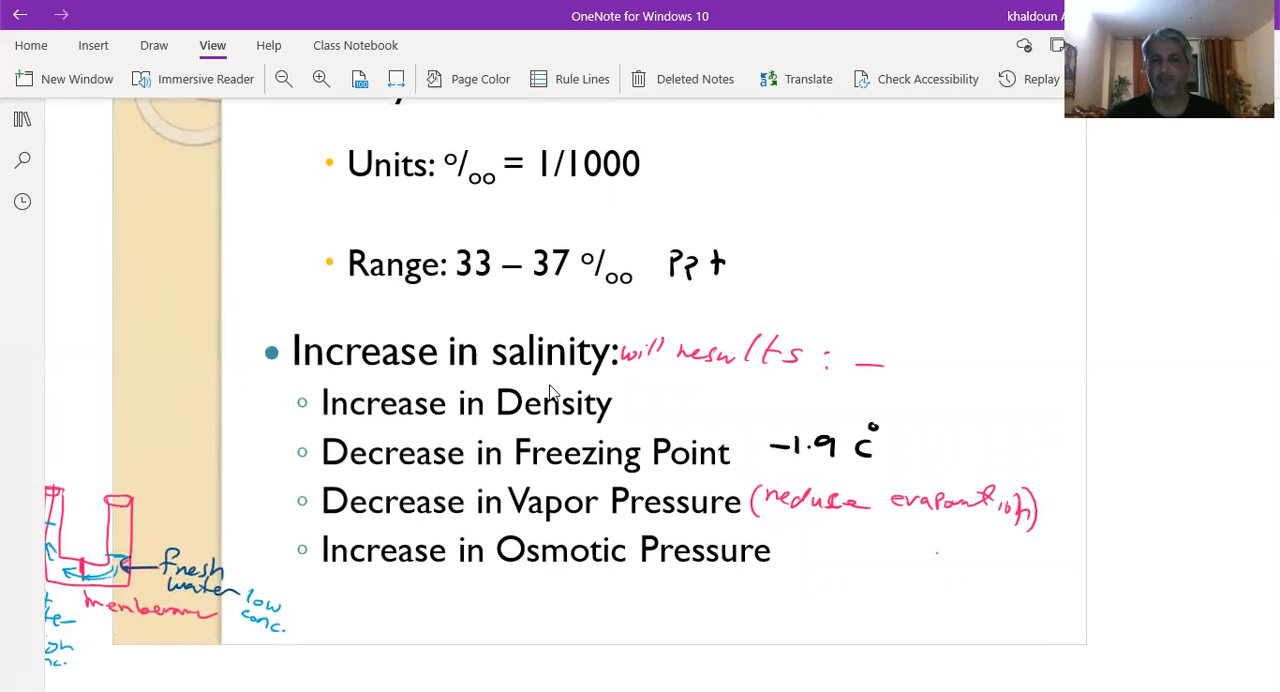 OneNote for Windows 10
khaldoun
Home Insert Draw View Help Class Notebook
New Window Immersive Reader Page Color Rule Lines Deleted Notes Translate Check Accessibility Replay
Units: o/oo = 1/1000
Range: 33 – 37 o/oo ppt
Increase in salinity: will results : —
Increase in Density
Decrease in Freezing Point -1.9 c°
Decrease in Vapor Pressure (reduce evaporation)
Increase in Osmotic Pressure
fresh
water
low
conc.